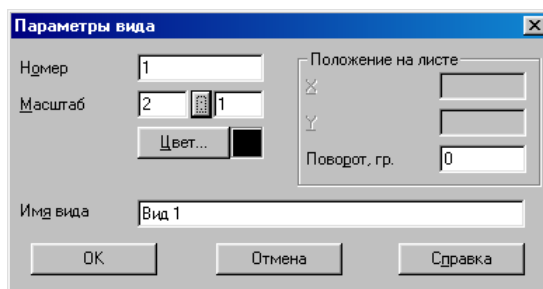 Параметры вида
Номер 1
Масштаб 2 : 1
Цвет...
Положение на листе
X
Y
Поворот, гр. 0
Имя вида Вид 1
OK Отмена Справка